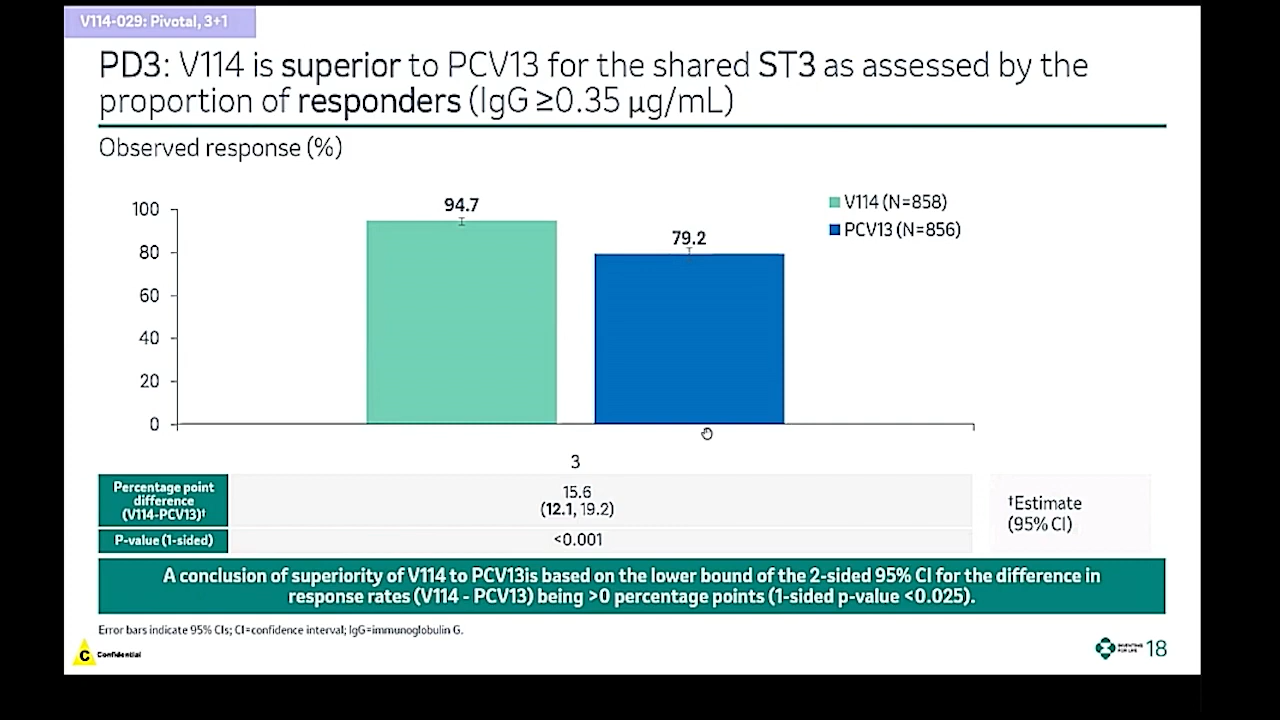 V114-029: Pivotal, 3+1
PD3: V114 is superior to PCV13 for the shared ST3 as assessed by the
proportion of responders (IgG ≥0.35 μg/mL)
Observed response (%)
100
80
60
40
20
0
94.7
79.2
V114 (N=858)
PCV13 (N=856)
3
Percentage point
difference
(V114-PCV13)†
15.6
(12.1, 19.2)
†Estimate
(95% CI)
P-value (1-sided)
<0.001
A conclusion of superiority of V114 to PCV13is based on the lower bound of the 2-sided 95% CI for the difference in
response rates (V114 - PCV13) being >0 percentage points (1-sided p-value <0.025).
Error bars indicate 95% CIs; CI=confidence interval; IgG=immunoglobulin G.
C Confidential
INVENTING
FOR LIFE
18